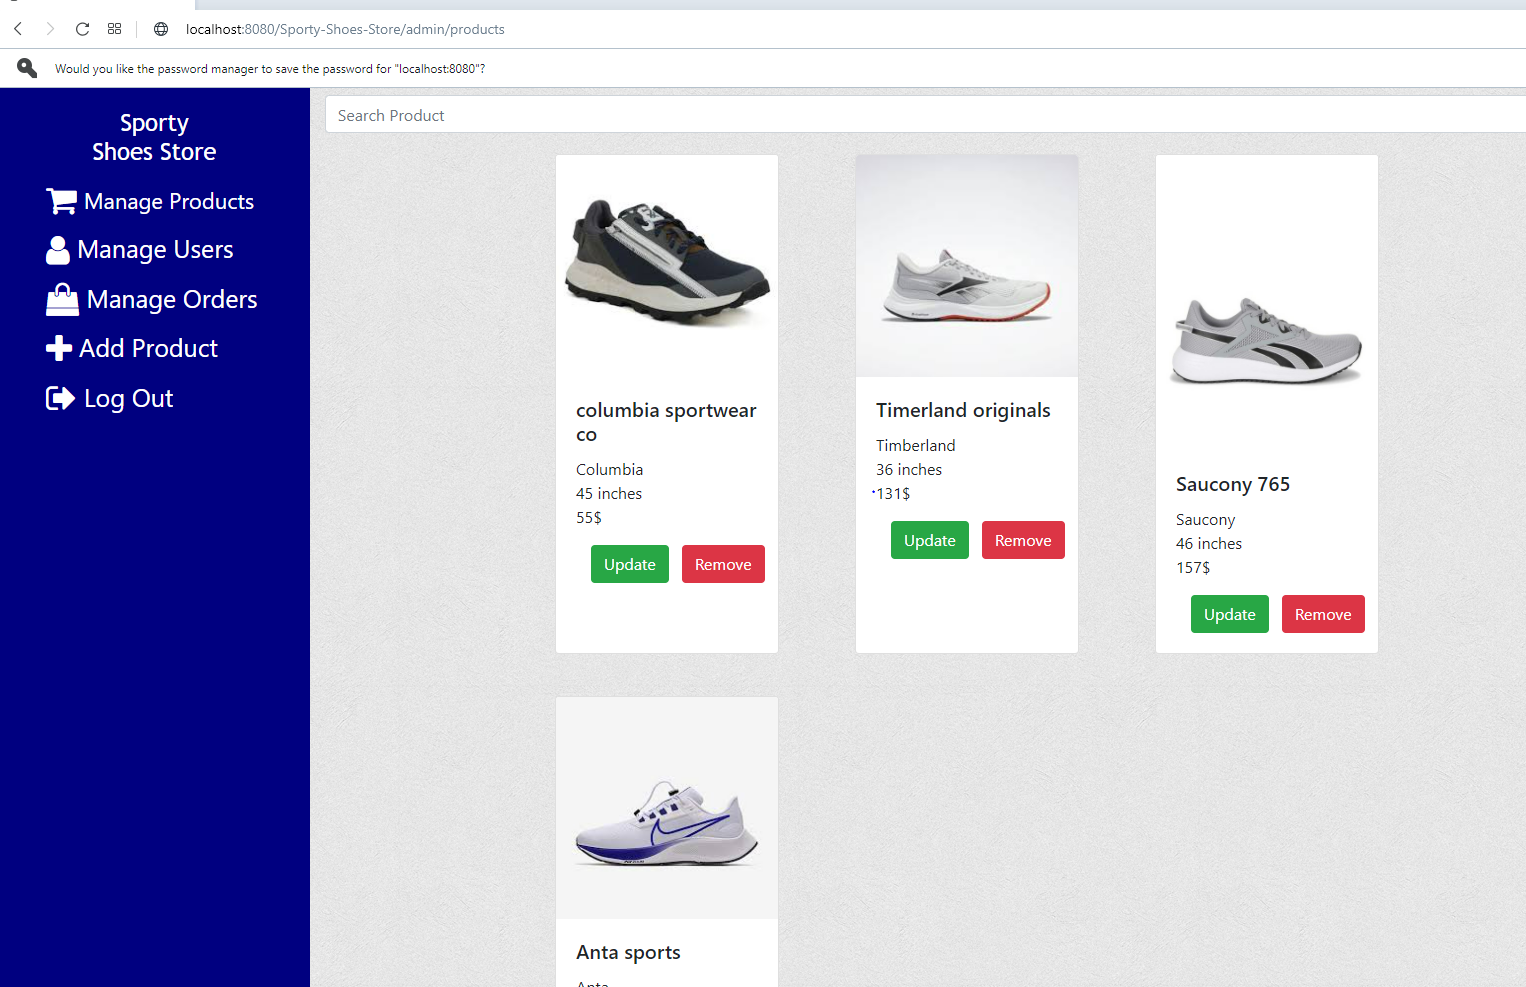 localhost:8080/Sporty-Shoes-Store/admin/products
Would you like the password manager to save the password for "localhost:8080"?
Sporty
Shoes Store
Manage Products
Manage Users
Manage Orders
Add Product
Log Out
Search Product
columbia sportwear
co
Columbia
45 inches
55$
Update Remove
Timerland originals
Timberland
36 inches
131$
Update Remove
Saucony 765
Saucony
46 inches
157$
Update Remove
Anta sports
Anta